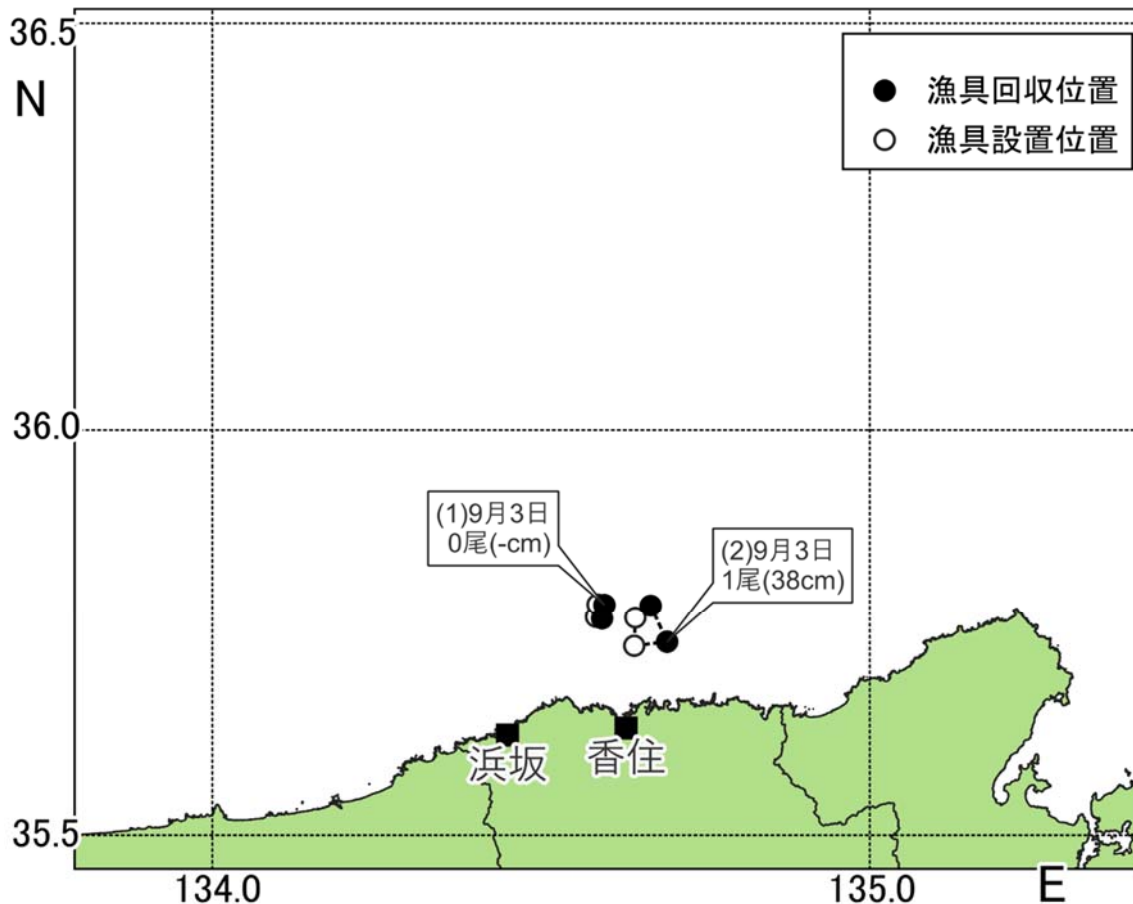 36.5
N
● 漁具回収位置
○ 漁具設置位置
36.0
(1)9月3日
0尾(-cm)
(2)9月3日
1尾(38cm)
浜坂
香住
35.5
134.0
135.0
E